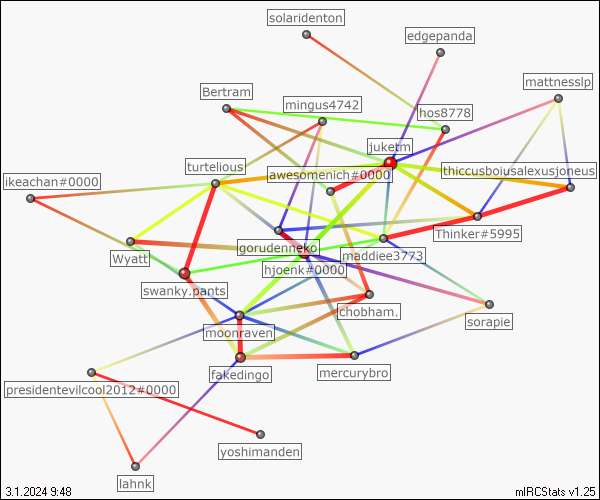 solaridenton
edgepanda
mattnesslp
Bertram
mingus4742
hos8778
juketm
turtelious
awesomenich#0000
thicusboiusalexusjoneus
ikeachan#0000
Thinker#5995
gorudenneko
maddiee3773
Wyatt
hjoenk#0000
swanky.pants
chobham.
sorapie
moonraven
fakedingo
mercurybro
presidentevilcool2012#0000
yoshimanden
lahnk
3.1.2024 9:48
mIRCStats v1.25